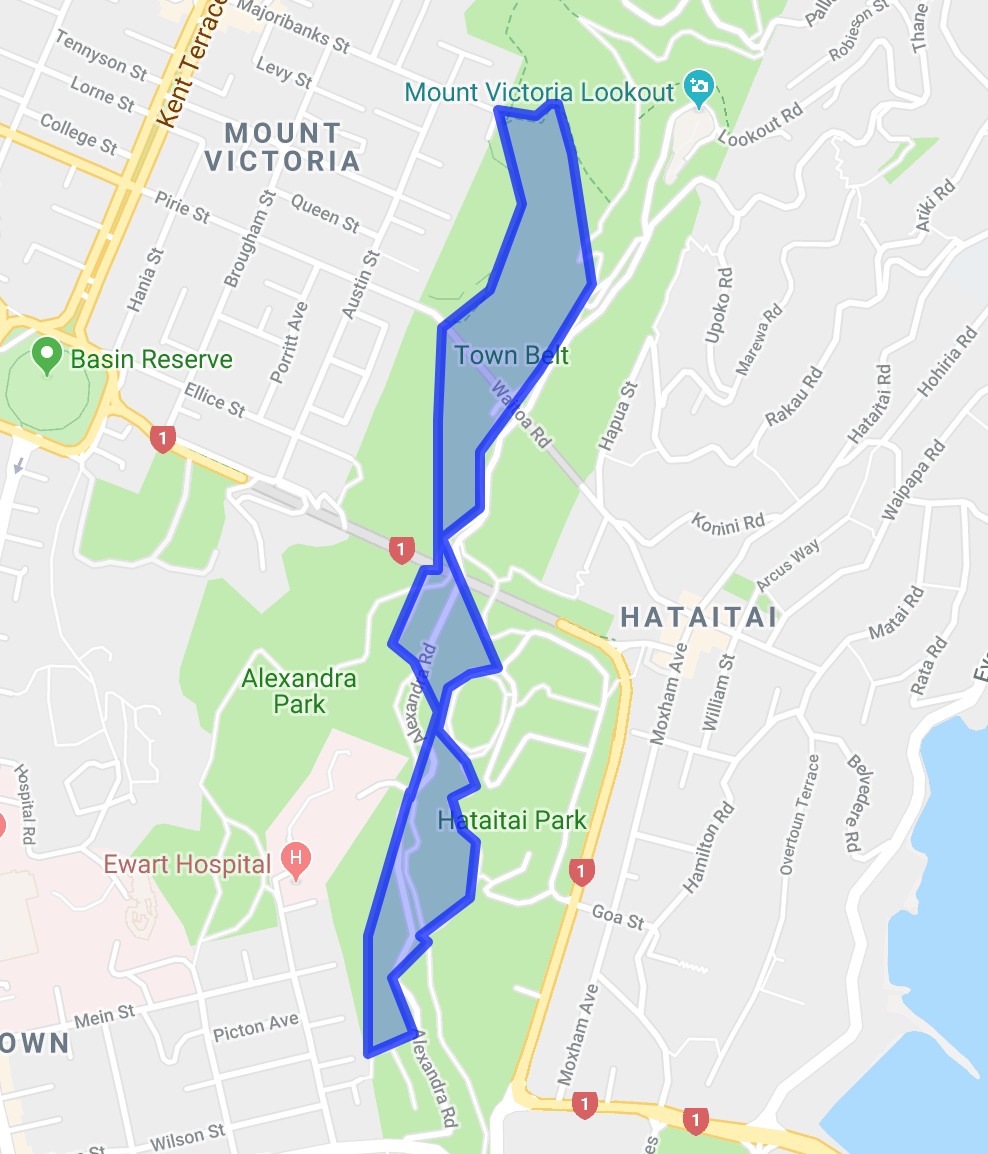 Majoribanks St
Palli
Robieson St
Thane
Tennyson St
Kent Terrace
Levy St
Lorne St
Mount Victoria Lookout
College St
MOUNT
VICTORIA
Lookout Rd
Pirie St
Queen St
Brougham St
Ariki Rd
Hania St
Austin St
Upoko Rd
Marewa Rd
Porritt Ave
Basin Reserve
Town Belt
Hohiria Rd
Ellice St
Waitoa Rd
Hapua St
Rakau Rd
Hataitai Rd
1
Waipapa Rd
Konini Rd
1
Arcus Way
HATAITAI
Matai Rd
Alexandra
Park
Alexandra Rd
Moxham Ave
William St
Rata Rd
Hospital Rd
Belvedere Rd
Overtoun Terrace
Hataitai Park
Hamilton Rd
Ewart Hospital
H
1
Goa St
Mein St
Picton Ave
OWN
Moxham Ave
Alexandra Rd
1
1
Wilson St
St
es